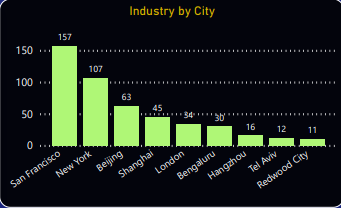 Industry by City
157
150
107
100
63
50
45
34
30
16
12
11
0
San Francisco
New York
Beijing
Shanghai
London
Bengaluru
Hangzhou
Tel Aviv
Redwood City